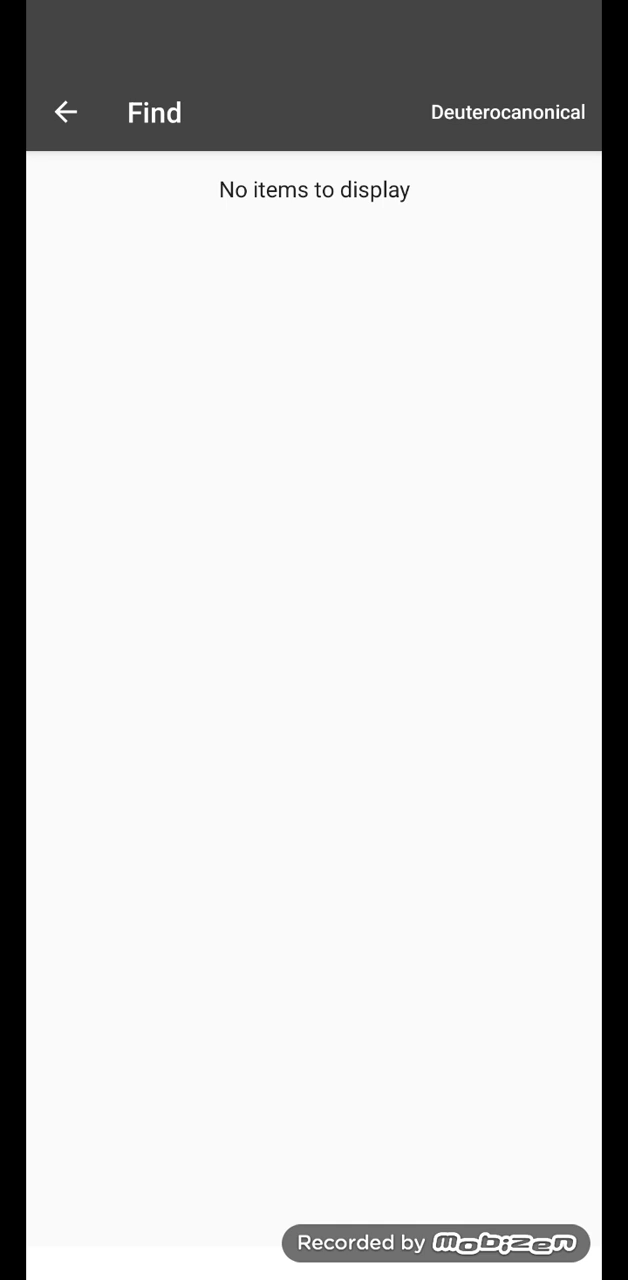 Find
Deuterocanonical
No items to display
Recorded by mobizen